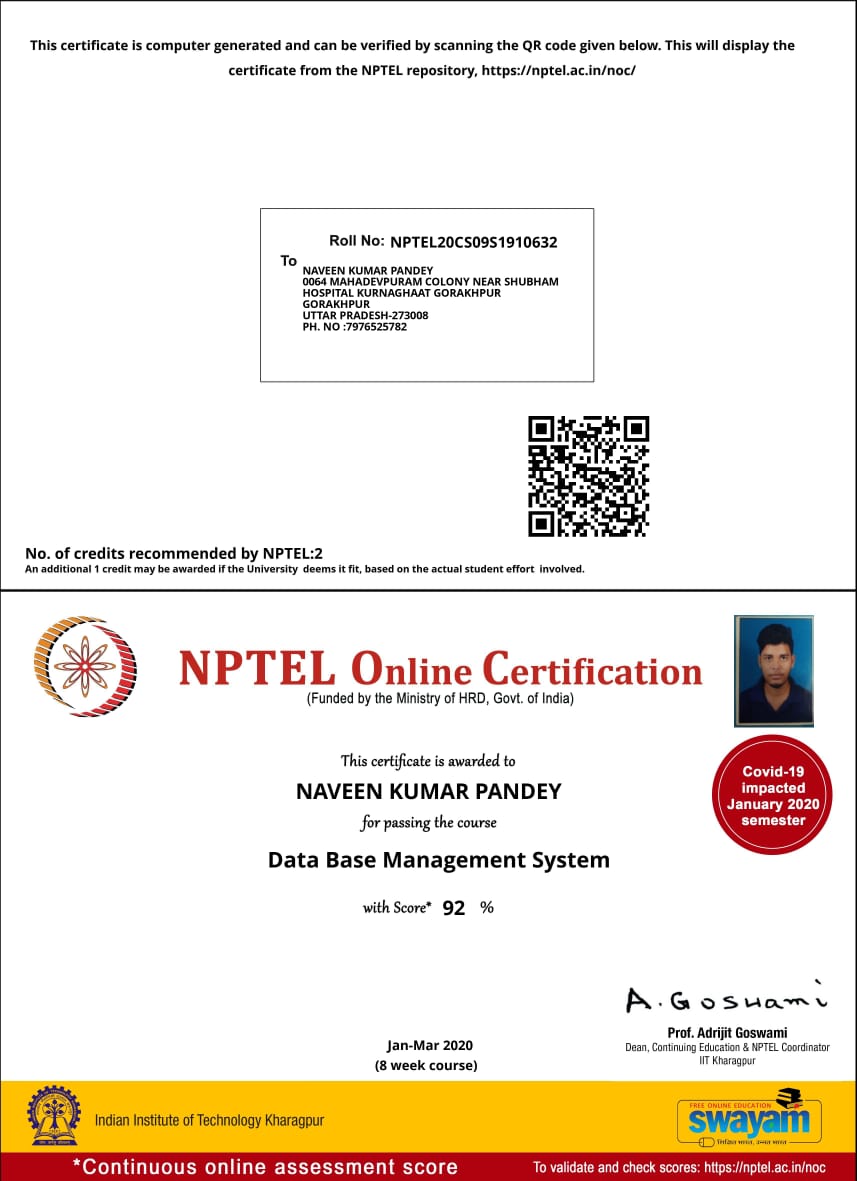 This certificate is computer generated and can be verified by scanning the QR code given below. This will display the
certificate from the NPTEL repository, https://nptel.ac.in/noc/
Roll No: NPTEL20CS09S1910632
To
NAVEEN KUMAR PANDEY
0064 MAHADEVPURAM COLONY NEAR SHUBHAM
HOSPITAL KURNAGHAAT GORAKHPUR
GORAKHPUR
UTTAR PRADESH-273008
PH. NO :7976525782
No. of credits recommended by NPTEL:2
An additional 1 credit may be awarded if the University deems it fit, based on the actual student effort involved.
NPTEL Online Certification
(Funded by the Ministry of HRD, Govt. of India)
This certificate is awarded to
NAVEEN KUMAR PANDEY
for passing the course
Data Base Management System
with Score* 92 %
Covid-19
impacted
January 2020
semester
A. Goswami
Prof. Adrijit Goswami
Dean, Continuing Education & NPTEL Coordinator
IIT Kharagpur
Jan-Mar 2020
(8 week course)
Indian Institute of Technology Kharagpur
FREE ONLINE EDUCATION
swayam
शिक्षित भारत, उन्नत भारत
*Continuous online assessment score
To validate and check scores: https://nptel.ac.in/noc